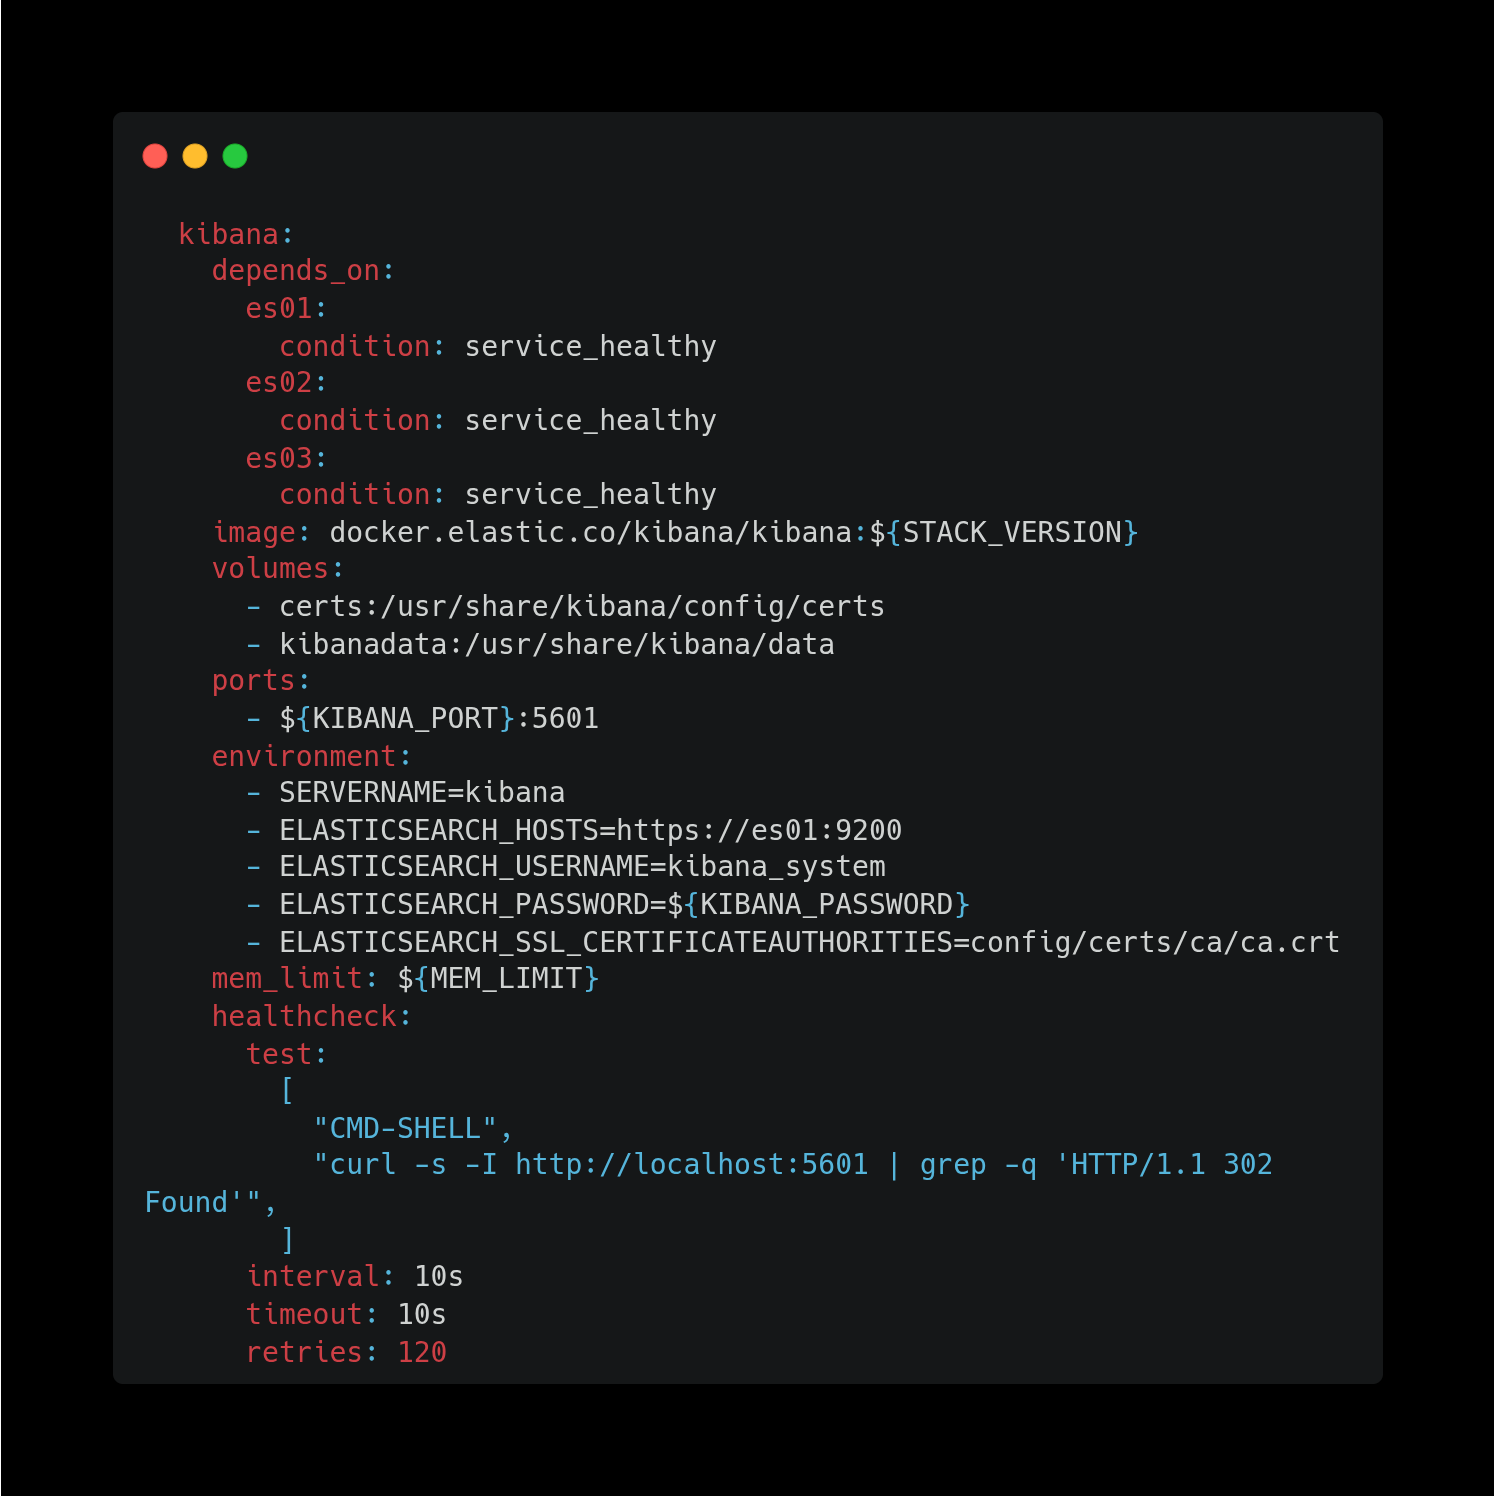 kibana:
depends_on:
es01:
condition: service_healthy
es02:
condition: service_healthy
es03:
condition: service_healthy
image: docker.elastic.co/kibana/kibana:${STACK_VERSION}
volumes:
- certs:/usr/share/kibana/config/certs
- kibanadata:/usr/share/kibana/data
ports:
- ${KIBANA_PORT}:5601
environment:
- SERVERNAME=kibana
- ELASTICSEARCH_HOSTS=https://es01:9200
- ELASTICSEARCH_USERNAME=kibana_system
- ELASTICSEARCH_PASSWORD=${KIBANA_PASSWORD}
- ELASTICSEARCH_SSL_CERTIFICATEAUTHORITIES=config/certs/ca/ca.crt
mem_limit: ${MEM_LIMIT}
healthcheck:
test:
[
"CMD-SHELL",
"curl -s -I http://localhost:5601 | grep -q 'HTTP/1.1 302
Found'",
]
interval: 10s
timeout: 10s
retries: 120